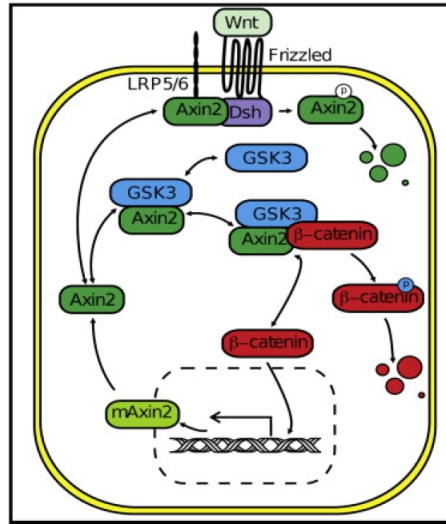 Wnt
Frizzled
LRP5/6
Axin2
Dsh
Axin2
P
GSK3
GSK3
Axin2
GSK3
Axin2
β-catenin
Axin2
β-catenin
P
β-catenin
mAxin2